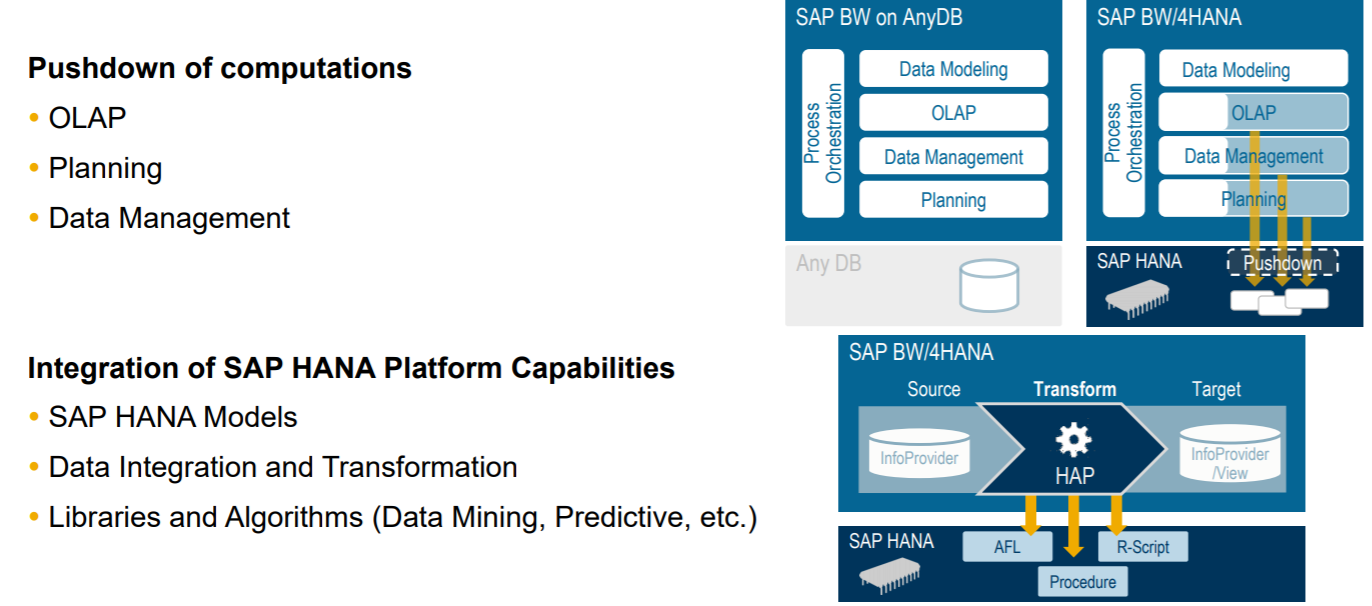 Pushdown of computations
• OLAP
• Planning
• Data Management
SAP BW on AnyDB
Process
Orchestration
Data Modeling
OLAP
Data Management
Planning
Any DB
SAP BW/4HANA
Process
Orchestration
Data Modeling
OLAP
Data Management
Planning
SAP HANA
Pushdown
Integration of SAP HANA Platform Capabilities
• SAP HANA Models
• Data Integration and Transformation
• Libraries and Algorithms (Data Mining, Predictive, etc.)
SAP BW/4HANA
Source
Transform
Target
InfoProvider
HAP
InfoProvider
/View
SAP HANA
AFL
R-Script
Procedure